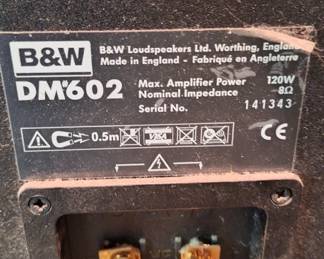 B&W
B&W Loudspeakers Ltd. Worthing, England
Made in England - Fabriqué en Angleterre
DM602
Max. Amplifier Power 120W
Nominal Impedance 8Ω
Serial No. 141343
0.5m VISA CE